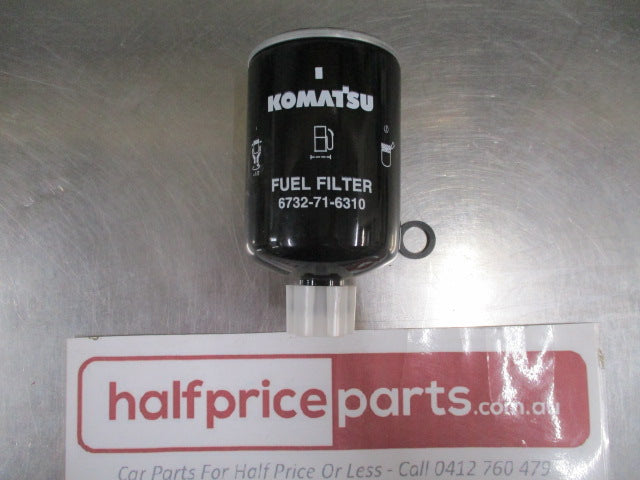 KOMATSU
FUEL FILTER
6732-71-6310
halfpriceparts.com.au
Car Parts For Half Price Or Less - Call 0412 760 479